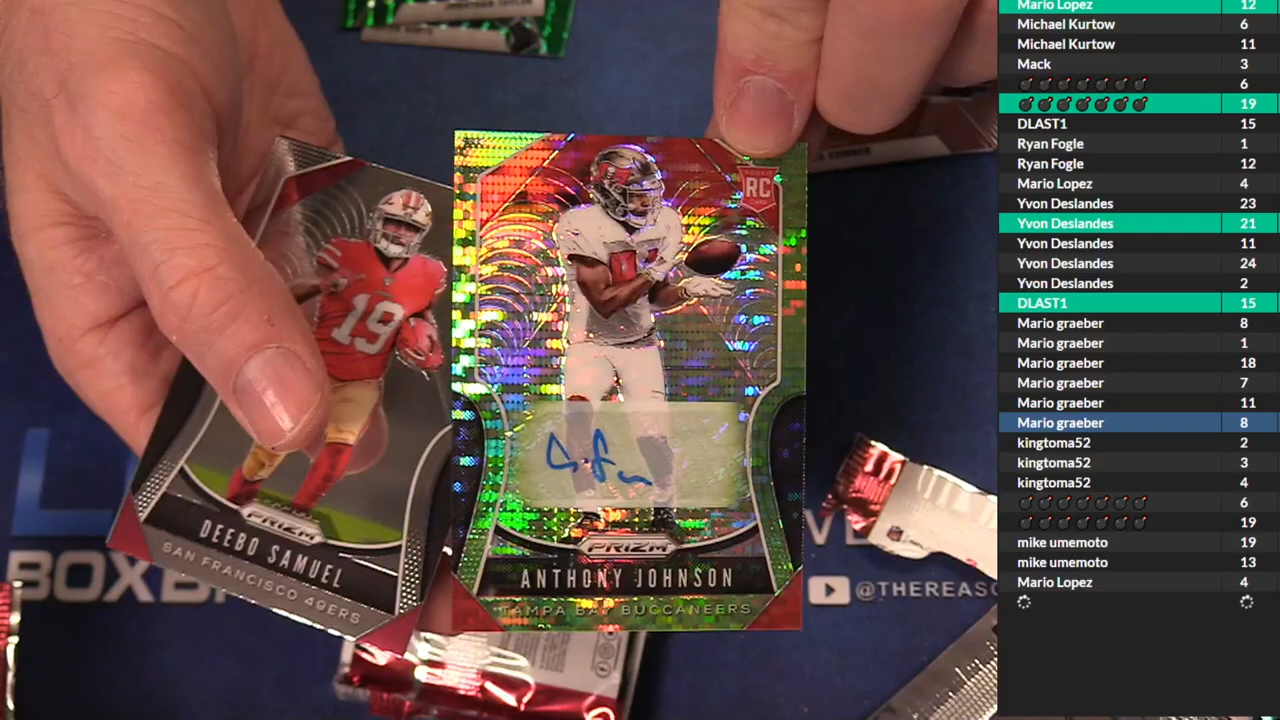 RC
19
PRIZM
DEEBO SAMUEL
SAN FRANCISCO 49ERS
PRIZM
ANTHONY JOHNSON
TAMPA BAY BUCCANEERS
BOXB
@THEREASO
Mario Lopez 12
Michael Kurtow 6
Michael Kurtow 11
Mack 3
6
19
DLAST1 15
Ryan Fogle 1
Ryan Fogle 12
Mario Lopez 4
Yvon Deslandes 23
Yvon Deslandes 21
Yvon Deslandes 11
Yvon Deslandes 24
Yvon Deslandes 2
DLAST1 15
Mario graeber 8
Mario graeber 1
Mario graeber 18
Mario graeber 7
Mario graeber 11
Mario graeber 8
kingtoma52 2
kingtoma52 3
kingtoma52 4
6
19
mike umemoto 19
mike umemoto 13
Mario Lopez 4